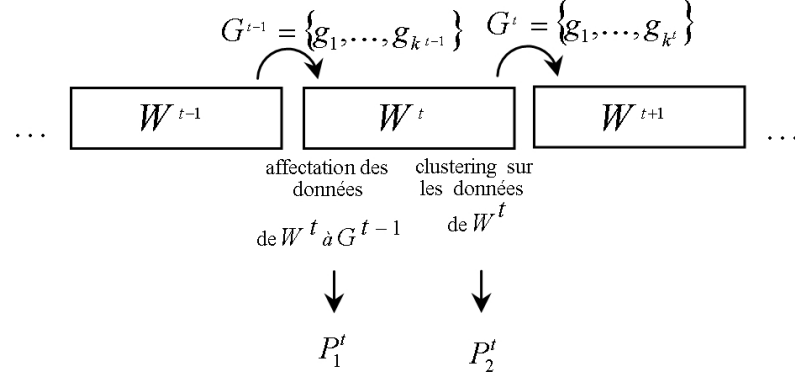 G^{t-1} = {g_1,...,g_{k^{t-1}}} G^t = {g_1,...,g_{k^t}}
... W^{t-1} W^t W^{t+1} ...
affectation des clustering sur
données les données
de W^t à G^{t-1} de W^t
P_1^t P_2^t